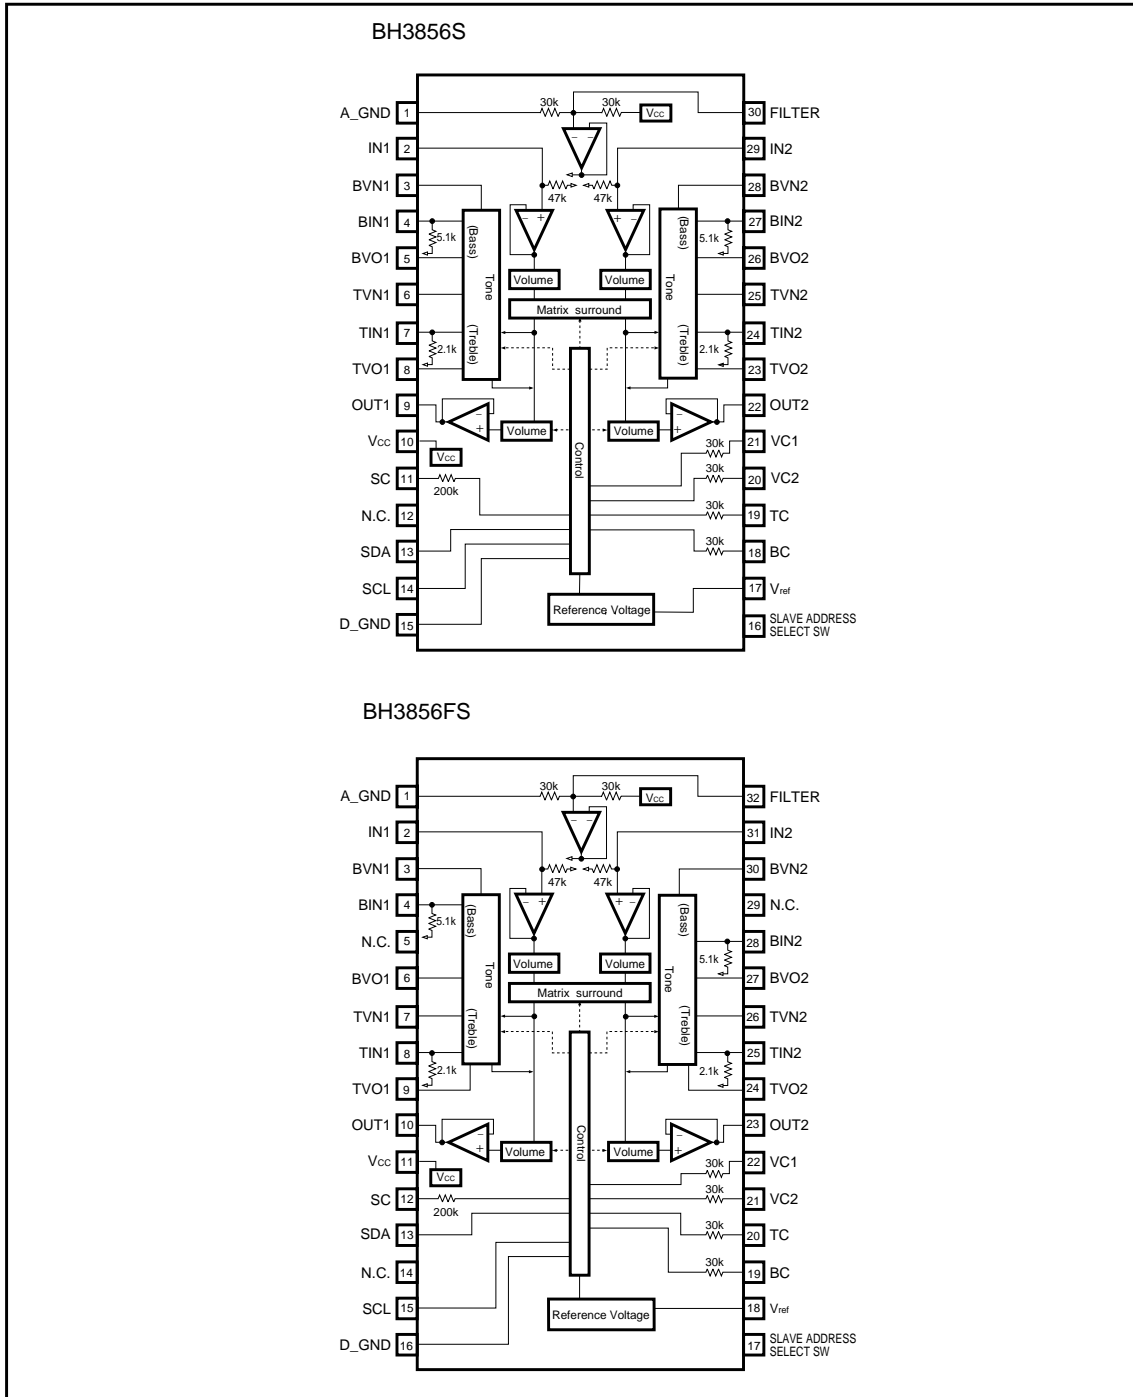 BH3856S
30k
30k
Vcc
A_GND 1
30 FILTER
IN1 2
29 IN2
47k
47k
BVN1 3
28 BVN2
BIN1 4
5.1k
(Bass)
Tone
(Treble)
(Bass)
Tone
(Treble)
5.1k
27 BIN2
BVO1 5
26 BVO2
Volume
Volume
TVN1 6
25 TVN2
Matrix surround
TIN1 7
2.1k
2.1k
24 TIN2
TVO1 8
23 TVO2
OUT1 9
22 OUT2
Volume
Volume
Control
Vcc 10
Vcc
30k
21 VC1
SC 11
200k
30k
20 VC2
N.C. 12
30k
19 TC
SDA 13
30k
18 BC
SCL 14
17 Vref
Reference Voltage
D_GND 15
16 SLAVE ADDRESS
SELECT SW
BH3856FS
30k
30k
Vcc
A_GND 1
32 FILTER
IN1 2
31 IN2
47k
47k
BVN1 3
30 BVN2
BIN1 4
5.1k
(Bass)
Tone
(Treble)
(Bass)
Tone
(Treble)
29 N.C.
N.C. 5
5.1k
28 BIN2
BVO1 6
27 BVO2
Volume
Volume
Matrix surround
TVN1 7
26 TVN2
TIN1 8
2.1k
2.1k
25 TIN2
TVO1 9
24 TVO2
OUT1 10
23 OUT2
Volume
Volume
Control
Vcc 11
Vcc
30k
22 VC1
SC 12
200k
30k
21 VC2
SDA 13
30k
20 TC
N.C. 14
30k
19 BC
SCL 15
18 Vref
Reference Voltage
D_GND 16
17 SLAVE ADDRESS
SELECT SW